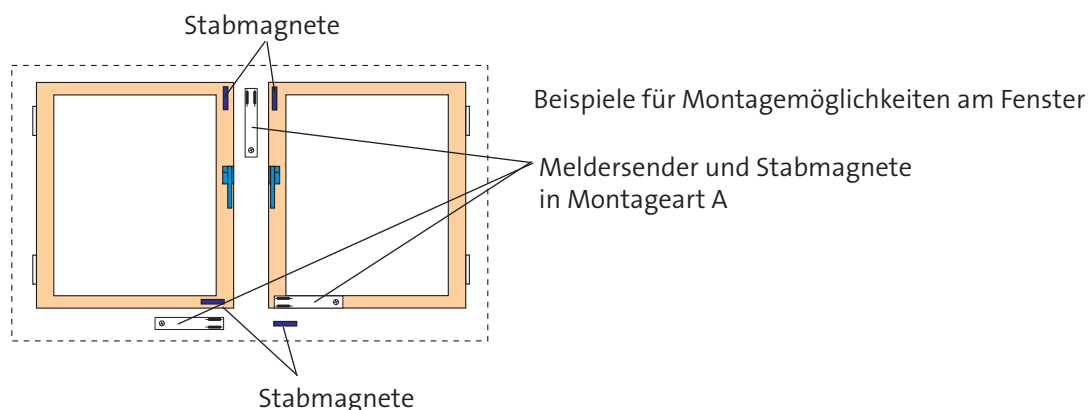 Stabmagnete
Beispiele für Montagemöglichkeiten am Fenster
Meldersender und Stabmagnete
in Montageart A
Stabmagnete